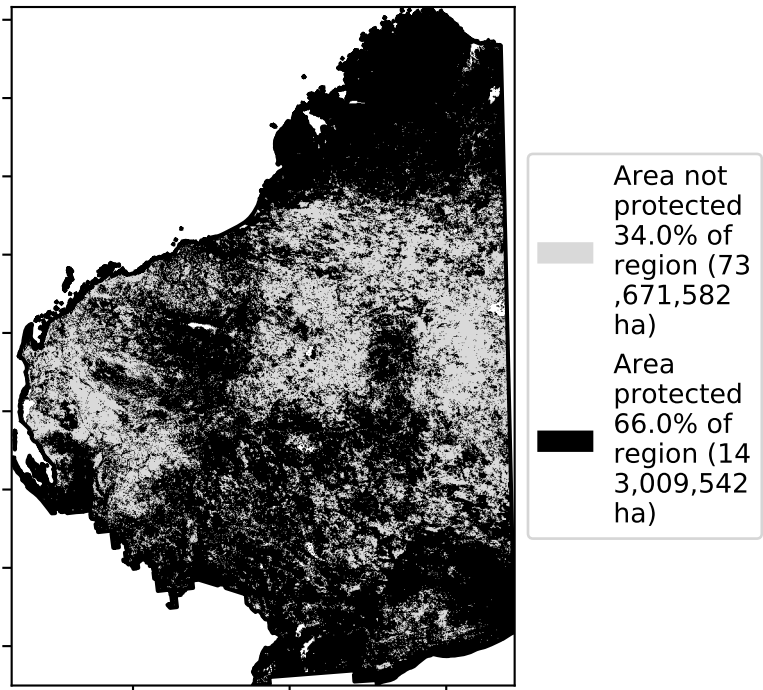 Area not
protected
34.0% of
region (73
,671,582
ha)
Area
protected
66.0% of
region (14
3,009,542
ha)